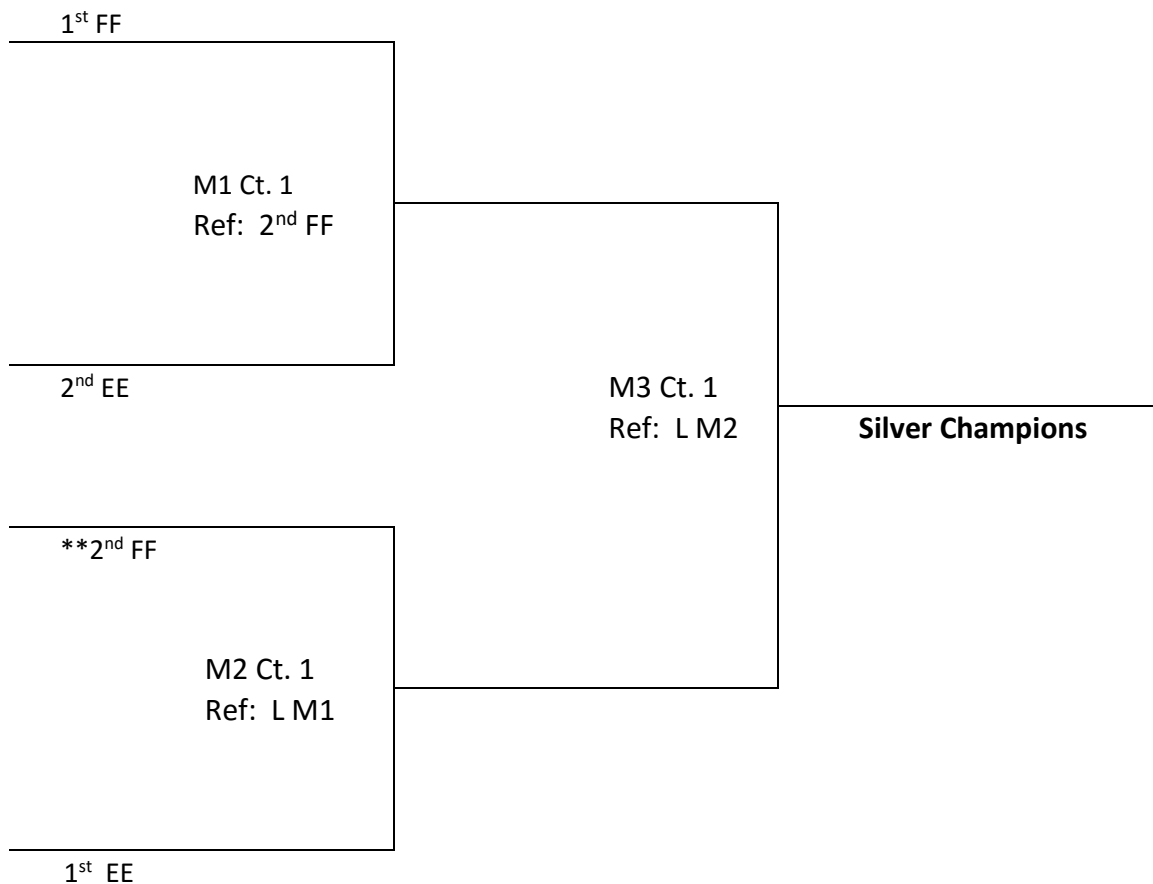 1st FF
M1 Ct. 1
Ref: 2nd FF
2nd EE
M3 Ct. 1
Ref: L M2
Silver Champions
**2nd FF
M2 Ct. 1
Ref: L M1
1st EE